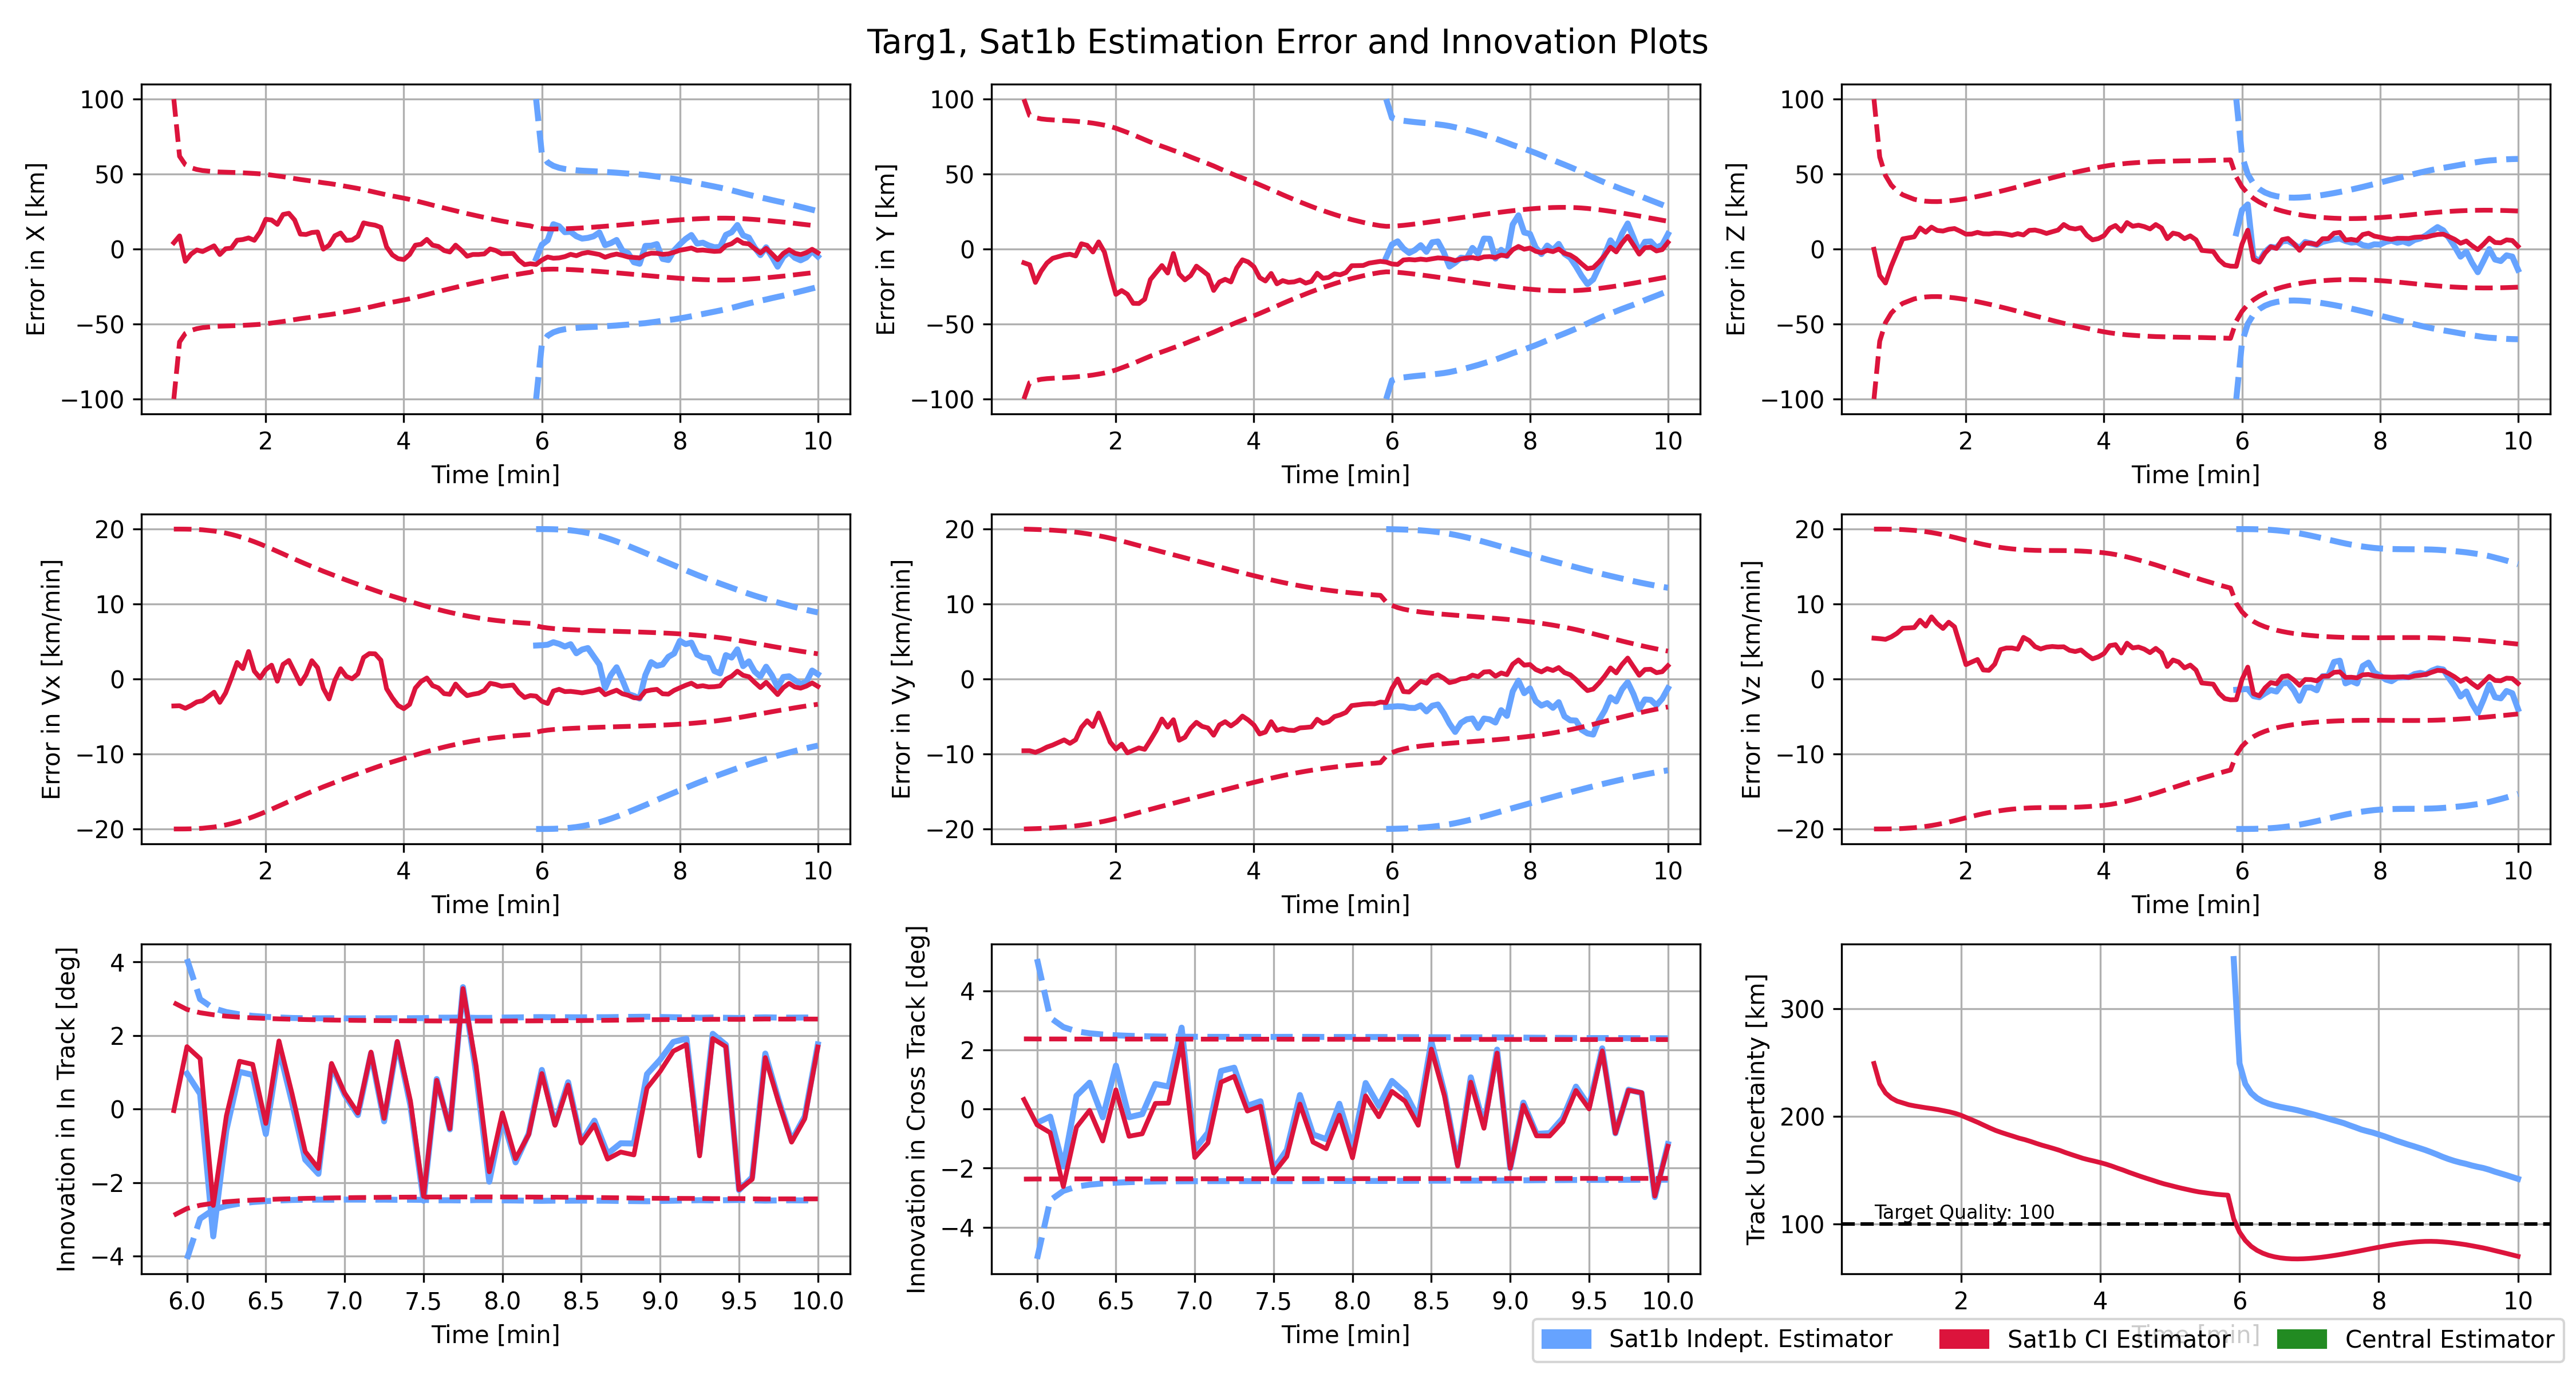 Targ1, Sat1b Estimation Error and Innovation Plots
Error in X [km]
100
50
0
−50
−100
2 4 6 8 10
Time [min]
Error in Y [km]
100
50
0
−50
−100
2 4 6 8 10
Time [min]
Error in Z [km]
100
50
0
−50
−100
2 4 6 8 10
Time [min]
Error in Vx [km/min]
20
10
0
−10
−20
2 4 6 8 10
Time [min]
Error in Vy [km/min]
20
10
0
−10
−20
2 4 6 8 10
Time [min]
Error in Vz [km/min]
20
10
0
−10
−20
2 4 6 8 10
Time [min]
Innovation in In Track [deg]
4
2
0
−2
−4
6.0 6.5 7.0 7.5 8.0 8.5 9.0 9.5 10.0
Time [min]
Innovation in Cross Track [deg]
4
2
0
−2
−4
6.0 6.5 7.0 7.5 8.0 8.5 9.0 9.5 10.0
Time [min]
Track Uncertainty [km]
300
200
100
Target Quality: 100
2 4 6 8 10
Time [min]
Sat1b Indept. Estimator
Sat1b CI Estimator
Central Estimator